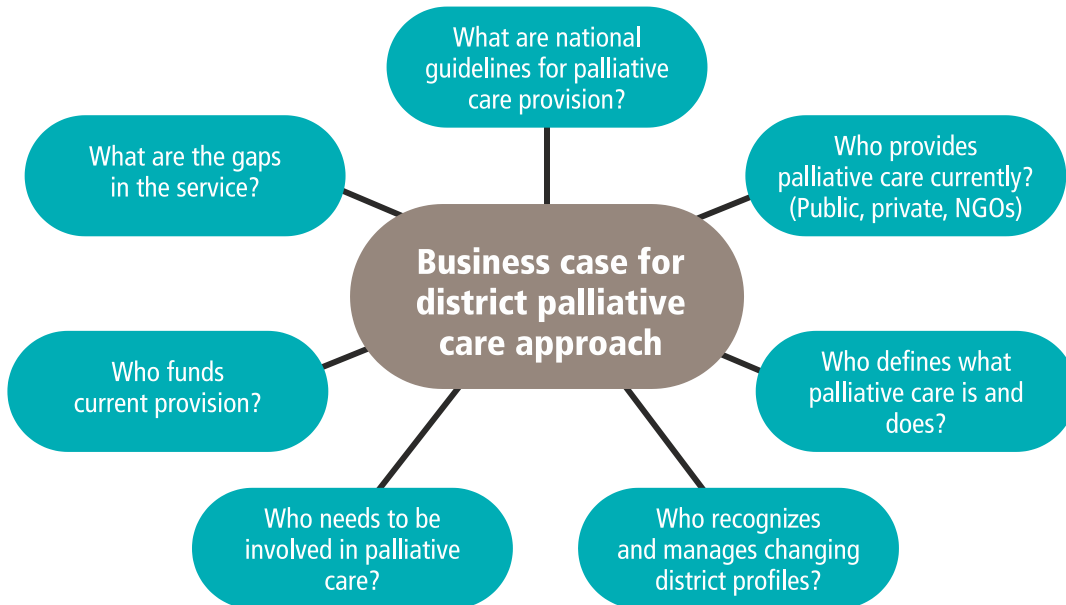 What are national
guidelines for palliative
care provision?
Who provides
palliative care currently?
(Public, private, NGOs)
Who defines what
palliative care is and
does?
Who recognizes
and manages changing
district profiles?
Who needs to be
involved in palliative
care?
Who funds
current provision?
What are the gaps
in the service?
Business case for
district palliative
care approach